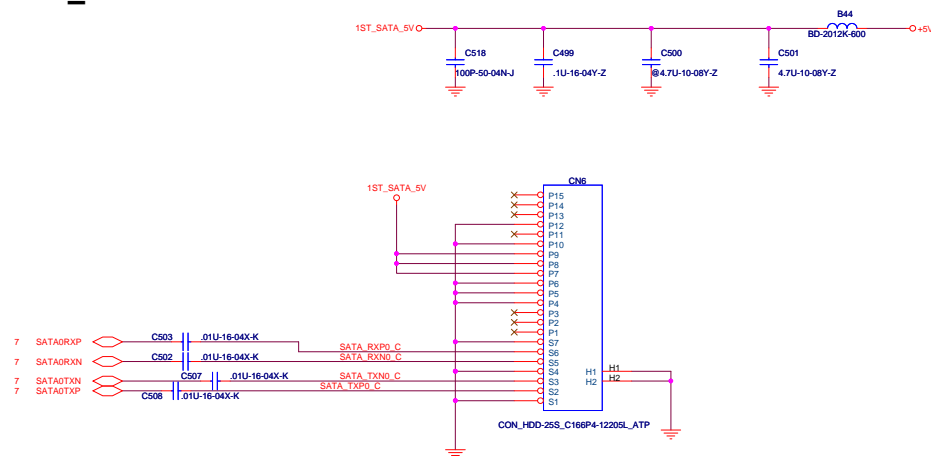 B44
1ST_SATA_5V
+5V
BD-2012K-600
C518
C499
C500
C501
100P-50-04N-J
.1U-16-04Y-Z
@4.7U-10-08Y-Z
4.7U-10-08Y-Z
1ST_SATA_5V
CN6
P15
P14
P13
P12
P11
P10
P9
P8
P7
P6
P5
P4
P3
P2
P1
S7
S6
S5
S4
S3
S2
S1
H1
H1
H2
H2
7 SATA0RXP
C503
.01U-16-04X-K
SATA_RXP0_C
7 SATA0RXN
C502
.01U-16-04X-K
SATA_RXN0_C
7 SATA0TXN
C507
.01U-16-04X-K
SATA_TXN0_C
7 SATA0TXP
C508
.01U-16-04X-K
SATA_TXP0_C
CON_HDD-25S_C166P4-12205L_ATP